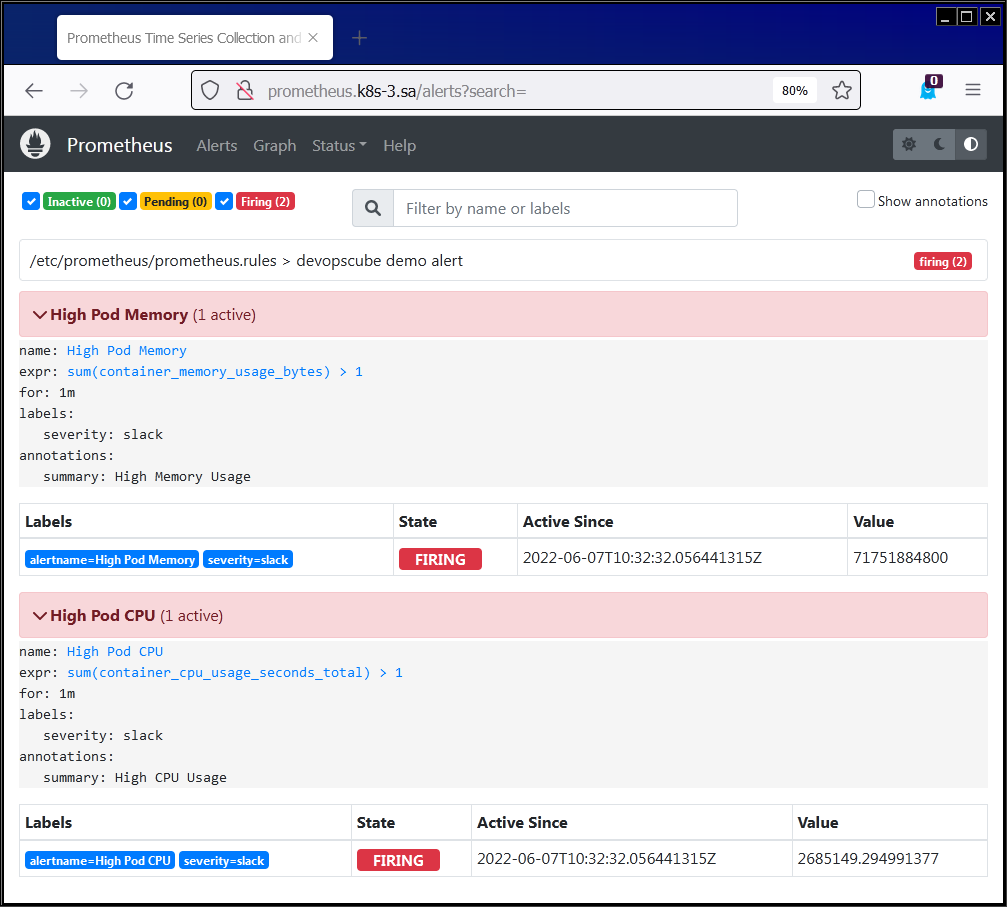 Prometheus Time Series Collection and
prometheus.k8s-3.sa/alerts?search=
80%
0
Prometheus Alerts Graph Status Help
Inactive (0) Pending (0) Firing (2)
Filter by name or labels
Show annotations
/etc/prometheus/prometheus.rules > devopscube demo alert
firing (2)
High Pod Memory (1 active)
name: High Pod Memory
expr: sum(container_memory_usage_bytes) > 1
for: 1m
labels:
severity: slack
annotations:
summary: High Memory Usage
Labels State Active Since Value
alertname=High Pod Memory severity=slack FIRING 2022-06-07T10:32:32.056441315Z 71751884800
High Pod CPU (1 active)
name: High Pod CPU
expr: sum(container_cpu_usage_seconds_total) > 1
for: 1m
labels:
severity: slack
annotations:
summary: High CPU Usage
Labels State Active Since Value
alertname=High Pod CPU severity=slack FIRING 2022-06-07T10:32:32.056441315Z 2685149.294991377